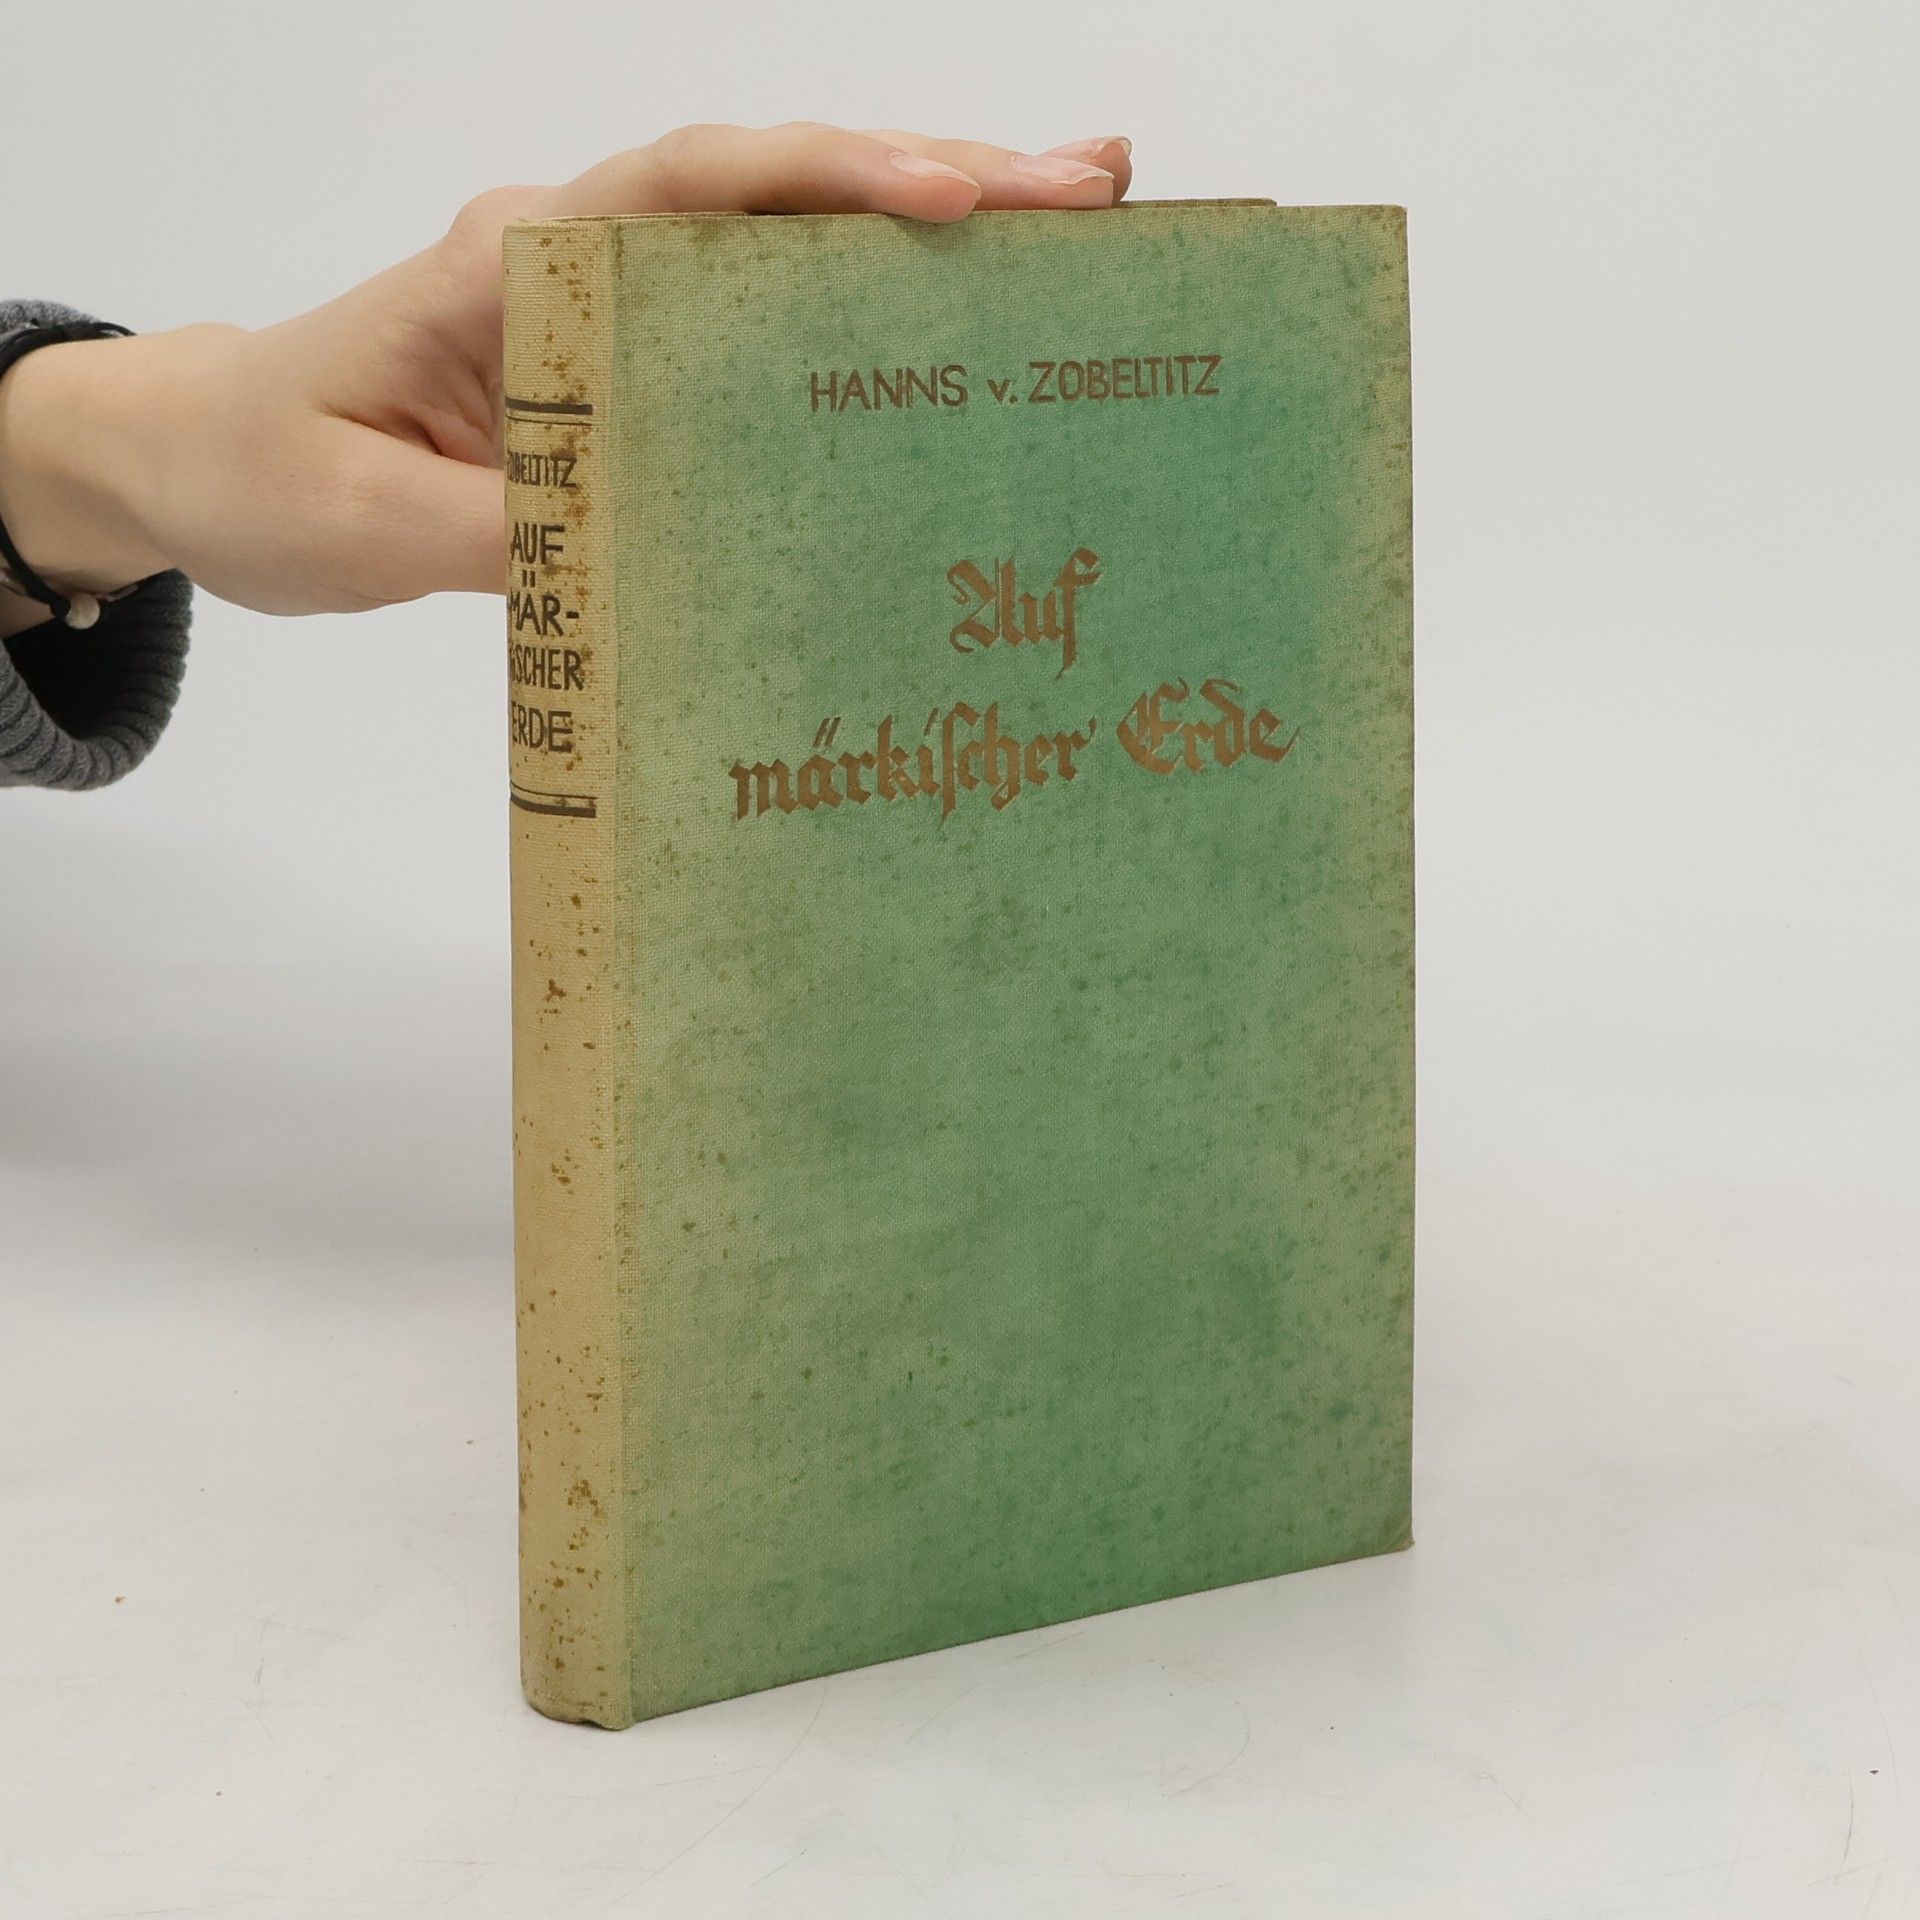 HANNS v. ZOBELTITZ
Auf
märkiſcher Erde
ZOBELTITZ
AUF
MÄR-
KISCHER
ERDE